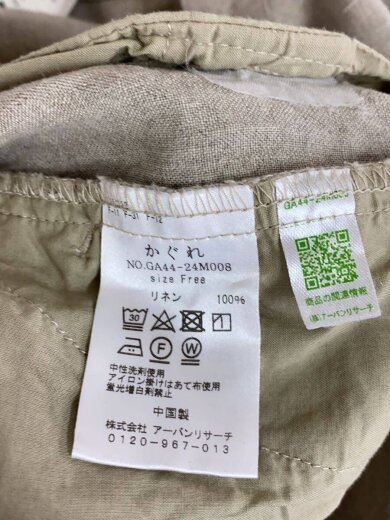 かぐれ
NO.GA44-24M008
size Free
リネン 100%
30
中性洗剤使用
アイロン掛けはあて布使用
蛍光増白剤禁止
中国製
株式会社 アーバンリサーチ
0120-967-013
GA44-24M008
商品の関連情報
(株)アーバンリサーチ